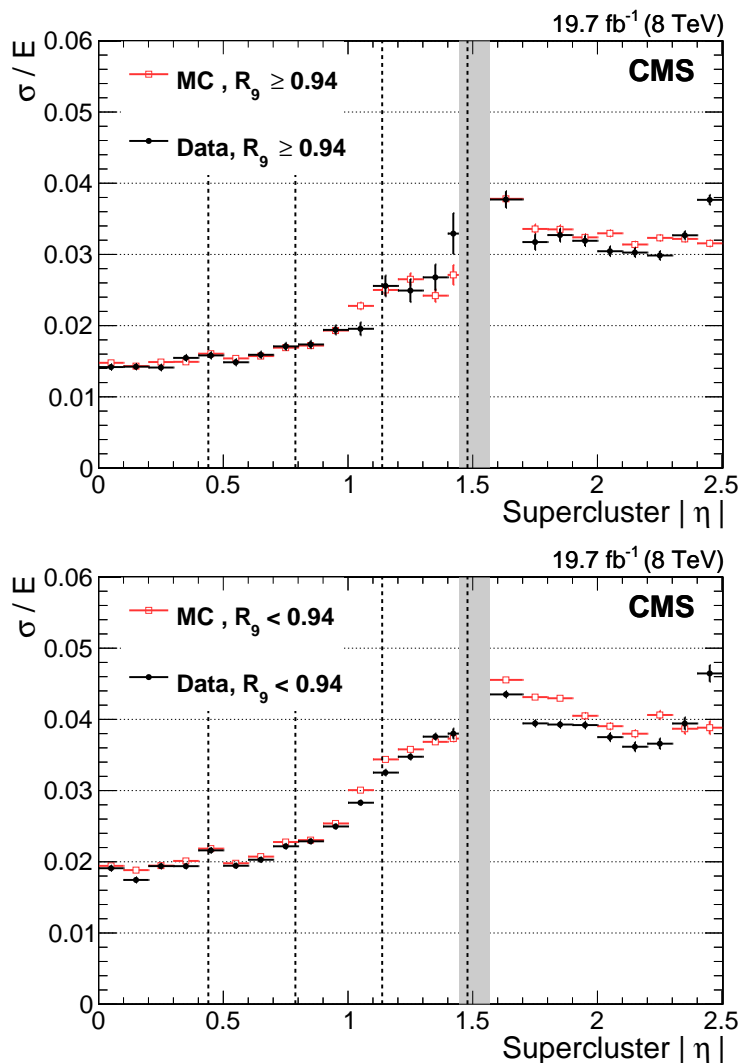 19.7 fb⁻¹ (8 TeV)
σ / E
0.06
0.05
0.04
0.03
0.02
0.01
0
MC , R₉ ≥ 0.94
Data, R₉ ≥ 0.94
CMS
0 0.5 1 1.5 2 2.5
Supercluster | η |
19.7 fb⁻¹ (8 TeV)
σ / E
0.06
0.05
0.04
0.03
0.02
0.01
0
MC , R₉ < 0.94
Data, R₉ < 0.94
CMS
0 0.5 1 1.5 2 2.5
Supercluster | η |